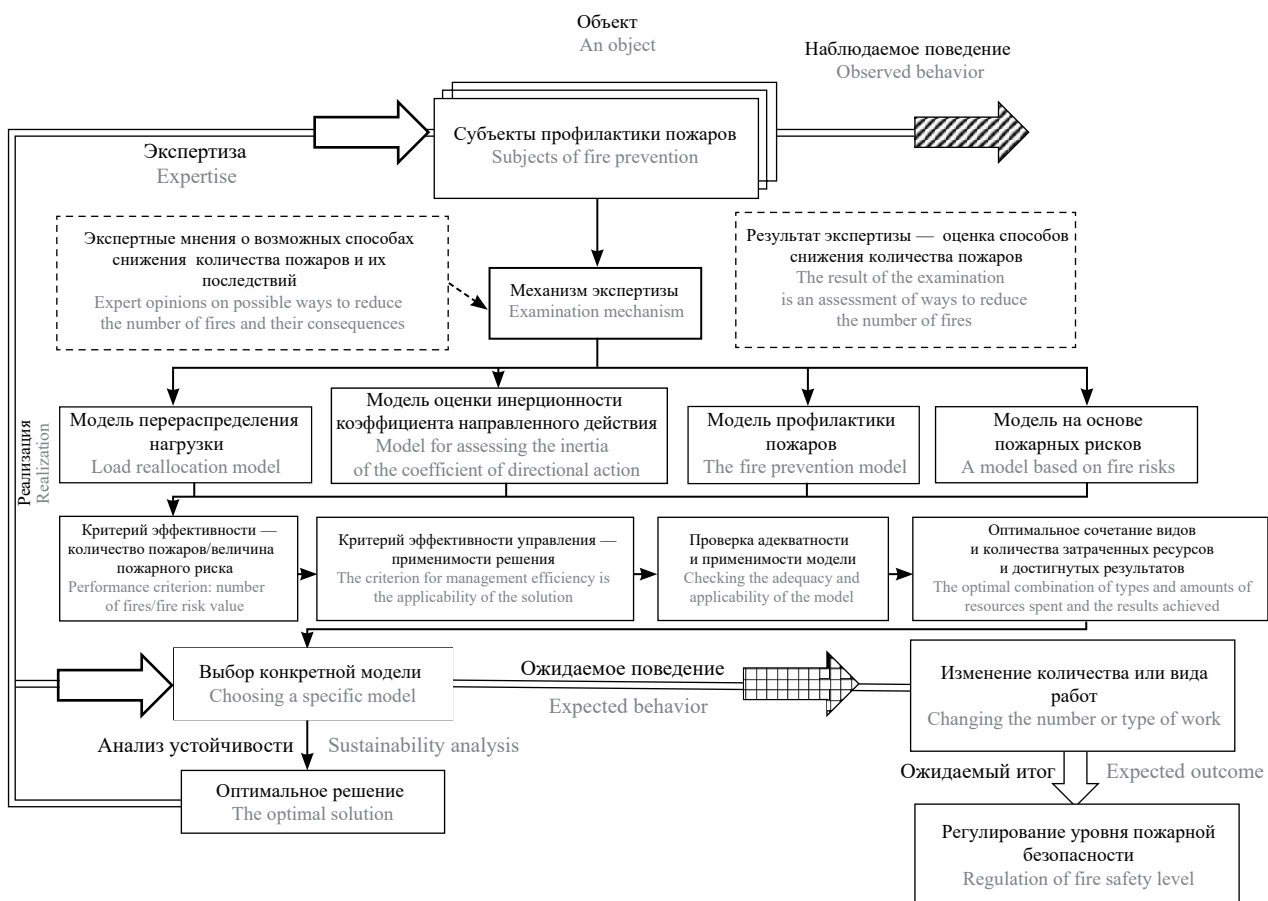 Объект
An object
Наблюдаемое поведение
Observed behavior
Субъекты профилактики пожаров
Subjects of fire prevention
Экспертиза
Expertise
Экспертные мнения о возможных способах
снижения количества пожаров и их
последствий
Expert opinions on possible ways to reduce
the number of fires and their consequences
Механизм экспертизы
Examination mechanism
Результат экспертизы — оценка способов
снижения количества пожаров
The result of the examination
is an assessment of ways to reduce
the number of fires
Реализация
Realization
Модель перераспределения
нагрузки
Load reallocation model
Модель оценки инерционности
коэффициента направленного действия
Model for assessing the inertia
of the coefficient of directional action
Модель профилактики
пожаров
The fire prevention model
Модель на основе
пожарных рисков
A model based on fire risks
Критерий эффективности —
количество пожаров/величина
пожарного риска
Performance criterion: number
of fires/fire risk value
Критерий эффективности управления —
применимости решения
The criterion for management efficiency is
the applicability of the solution
Проверка адекватности
и применимости модели
Checking the adequacy and
applicability of the model
Оптимальное сочетание видов
и количества затраченных ресурсов
и достигнутых результатов
The optimal combination of types and amounts of
resources spent and the results achieved
Выбор конкретной модели
Choosing a specific model
Ожидаемое поведение
Expected behavior
Изменение количества или вида
работ
Changing the number or type of work
Анализ устойчивости Sustainability analysis
Ожидаемый итог Expected outcome
Оптимальное решение
The optimal solution
Регулирование уровня пожарной
безопасности
Regulation of fire safety level